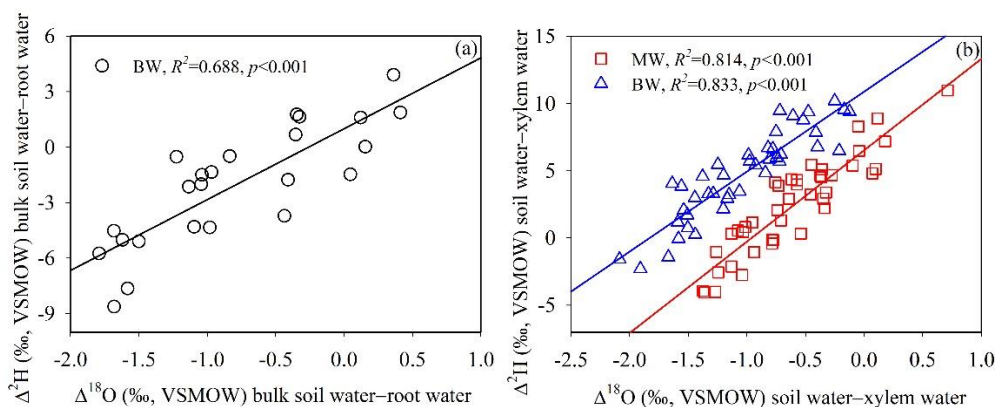 (a)
BW, R²=0.688, p<0.001
3
0
-3
-6
-9
-2.0 -1.5 -1.0 -0.5 0.0 0.5 1.0
Δ²H (‰, VSMOW) bulk soil water–root water
Δ¹⁸O (‰, VSMOW) bulk soil water–root water
(b)
MW, R²=0.814, p<0.001
BW, R²=0.833, p<0.001
15
10
5
0
-5
-2.5 -2.0 -1.5 -1.0 -0.5 0.0 0.5 1.0
Δ²H (‰, VSMOW) soil water–xylem water
Δ¹⁸O (‰, VSMOW) soil water–xylem water